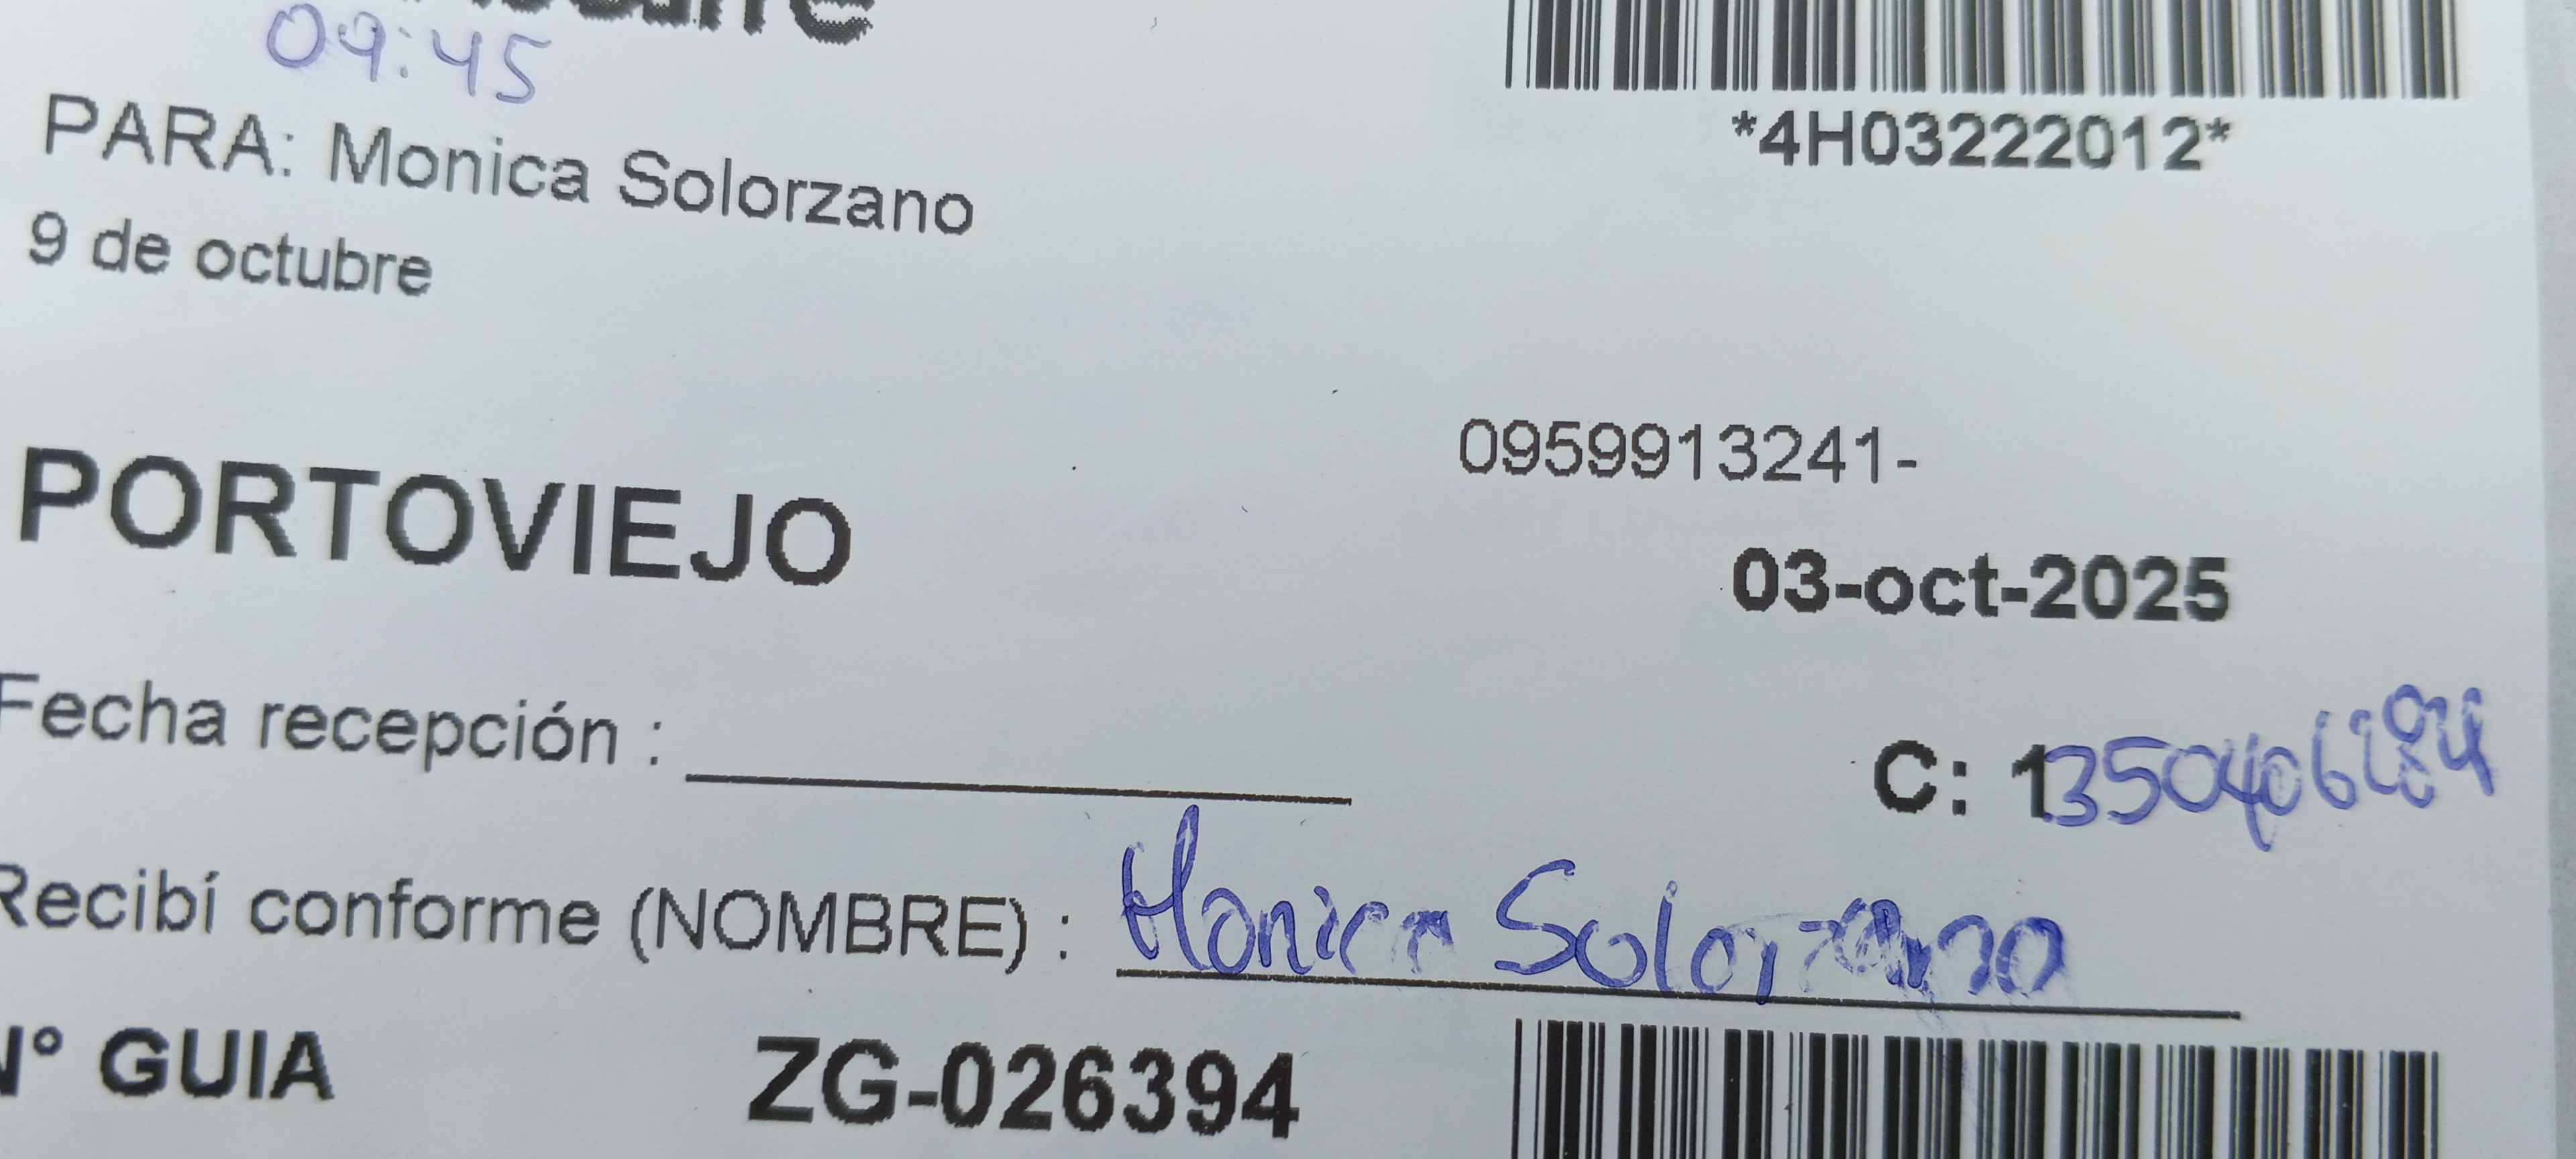 09:45
*4H03222012*
PARA: Monica Solorzano
9 de octubre
0959913241-
PORTOVIEJO
03-oct-2025
Fecha recepción :
C: 1
Recibí conforme (NOMBRE) : Monica Solorzano
N° GUIA ZG-026394